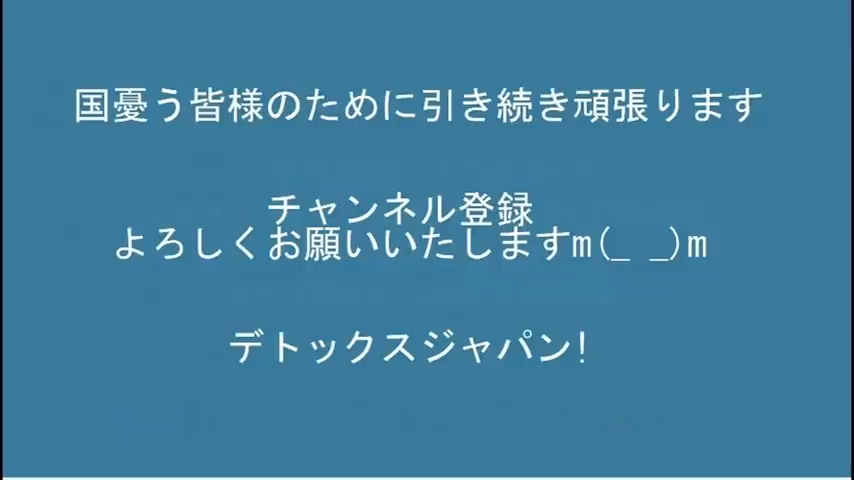 国憂う皆様のために引き続き頑張ります
チャンネル登録
よろしくお願いいたしますm(_ _)m
デトックスジャパン!